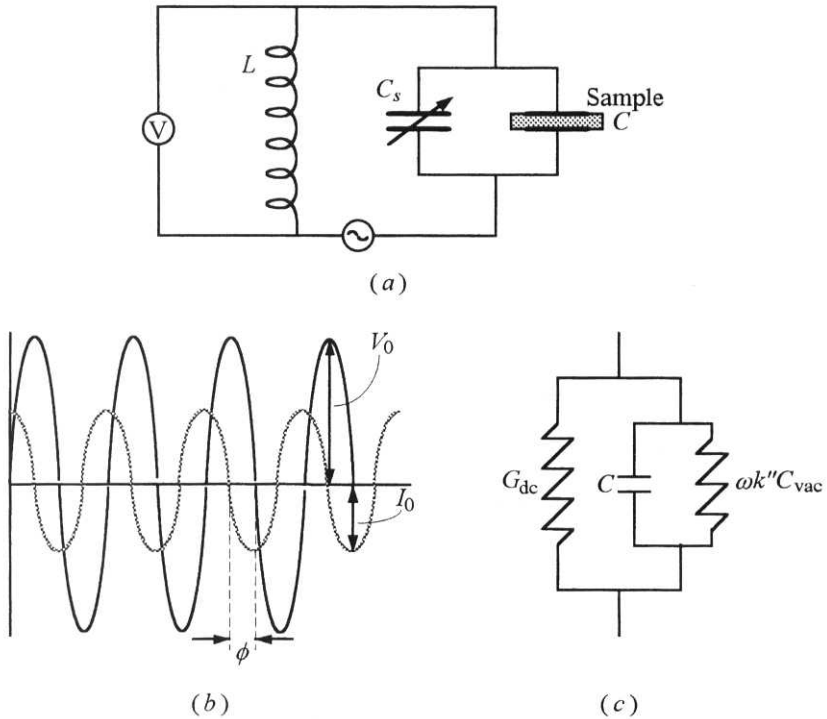 L
C_s
Sample
C
V
(a)
V_0
I_0
ϕ
(b)
G_dc
C
ωk″C_vac
(c)